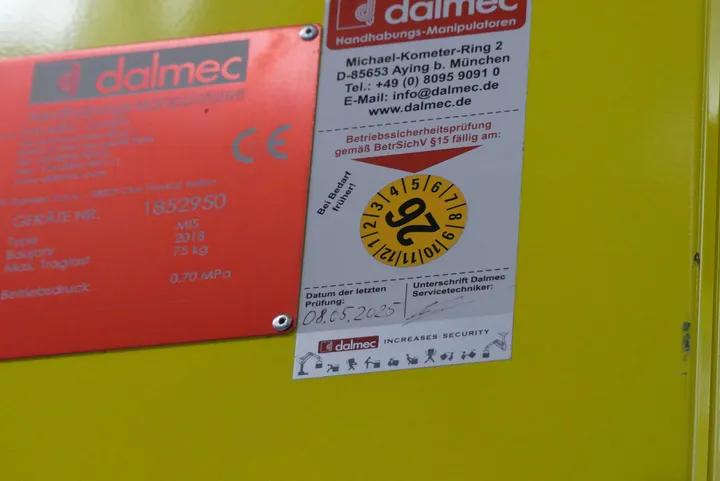 dalmec
Handhabungs-Manipulatoren
CE
GERÄTE NR. 1852950
Type MIS
Baujahr 2018
Max. Tragfast 75 kg
Betriebsdruck 0,70 MPa
dalmec
Handhabungs-Manipulatoren
Michael-Kometer-Ring 2
D-85653 Aying b. München
Tel.: +49 (0) 8095 9091 0
E-Mail: info@dalmec.de
www.dalmec.de
Betriebssicherheitsprüfung
gemäß BetrSichV §15 fällig am:
Bei Bedarf
früher!
1 2 3 4 5 6 7 8 9 10 11 12
26
Datum der letzten
Prüfung:
08.05.2025
Unterschrift Dalmec
Servicetechniker:
dalmec INCREASES SECURITY